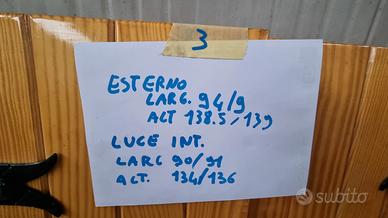 3
ESTERNO
LARG. 94/9
ALT 138.5/139
LUCE INT.
LARG 90/91
ALT. 134/136
subito